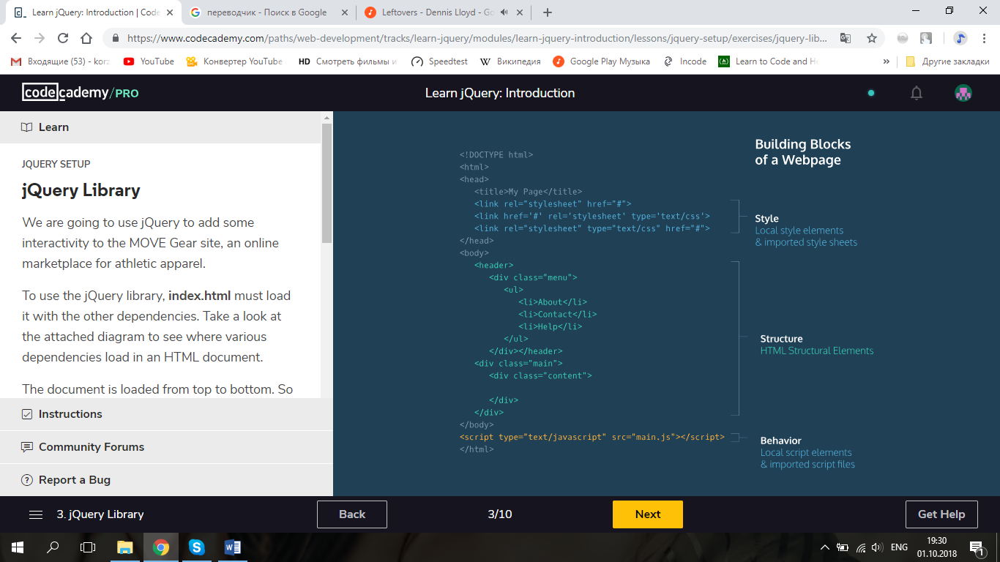 Learn jQuery: Introduction | Code
переводчик - Поиск в Google
Leftovers - Dennis Lloyd - Go
https://www.codecademy.com/paths/web-development/tracks/learn-jquery/modules/learn-jquery-introduction/lessons/jquery-setup/exercises/jquery-lib...
Входящие (53) - korz
YouTube
Конвертер YouTube
HD Смотреть фильмы и
Speedtest
W Википедия
Google Play Музыка
Incode
Learn to Code and He
» Другие закладки
codecademy/PRO
Learn jQuery: Introduction
Learn
JQUERY SETUP
jQuery Library
We are going to use jQuery to add some
interactivity to the MOVE Gear site, an online
marketplace for athletic apparel.
To use the jQuery library, index.html must load
it with the other dependencies. Take a look at
the attached diagram to see where various
dependencies load in an HTML document.
The document is loaded from top to bottom. So
Instructions
Community Forums
Report a Bug
Building Blocks
of a Webpage
<!DOCTYPE html>
<html>
<head>
<title>My Page</title>
<link rel="stylesheet" href="#">
<link href='#' rel='stylesheet' type='text/css'>
<link rel="stylesheet" type="text/css" href="#">
</head>
<body>
<header>
<div class="menu">
<ul>
<li>About</li>
<li>Contact</li>
<li>Help</li>
</ul>
</div></header>
<div class="main">
<div class="content">
</div>
</div>
</body>
<script type="text/javascript" src="main.js"></script>
</html>
Style
Local style elements
& imported style sheets
Structure
HTML Structural Elements
Behavior
Local script elements
& imported script files
3. jQuery Library
Back
3/10
Next
Get Help
ENG
19:30
01.10.2018
1